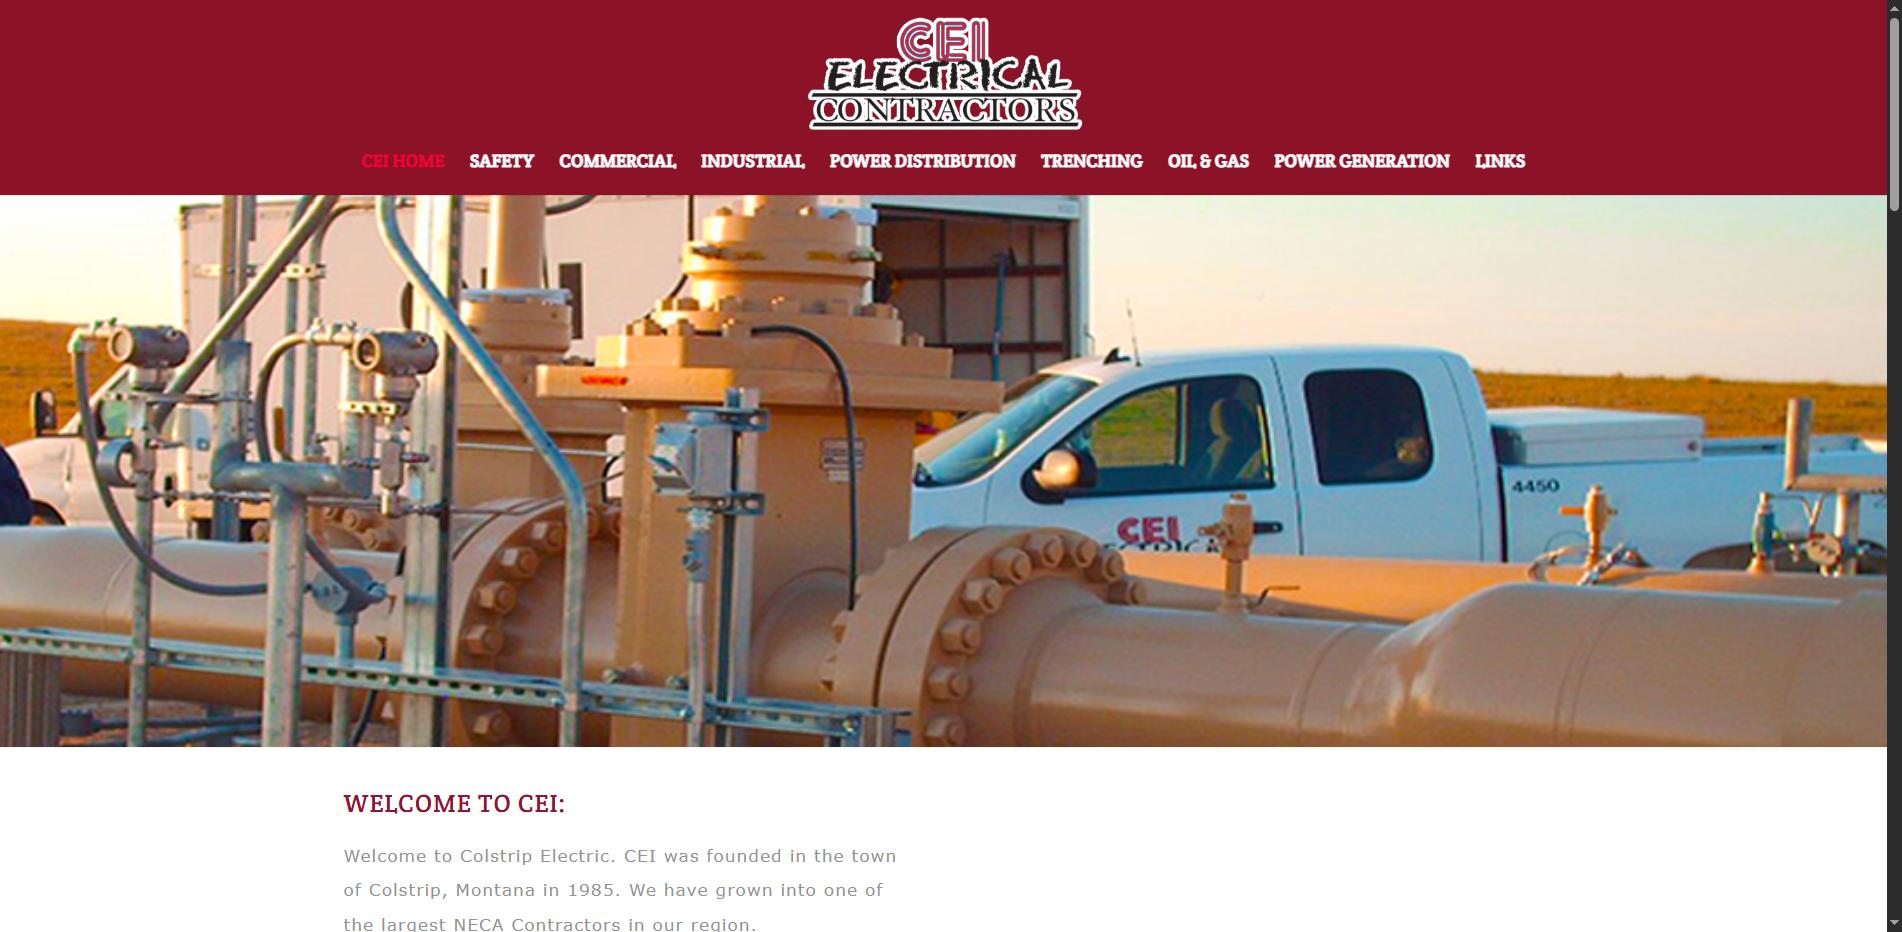 CEI
ELECTRICAL
CONTRACTORS
CEI HOME SAFETY COMMERCIAL INDUSTRIAL POWER DISTRIBUTION TRENCHING OIL & GAS POWER GENERATION LINKS
4450
CEI
WELCOME TO CEI:
Welcome to Colstrip Electric. CEI was founded in the town
of Colstrip, Montana in 1985. We have grown into one of
the largest NECA Contractors in our region.